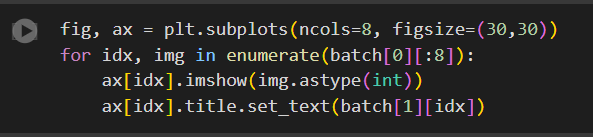 fig, ax = plt.subplots(ncols=8, figsize=(30,30))
for idx, img in enumerate(batch[0][:8]):
    ax[idx].imshow(img.astype(int))
    ax[idx].title.set_text(batch[1][idx])